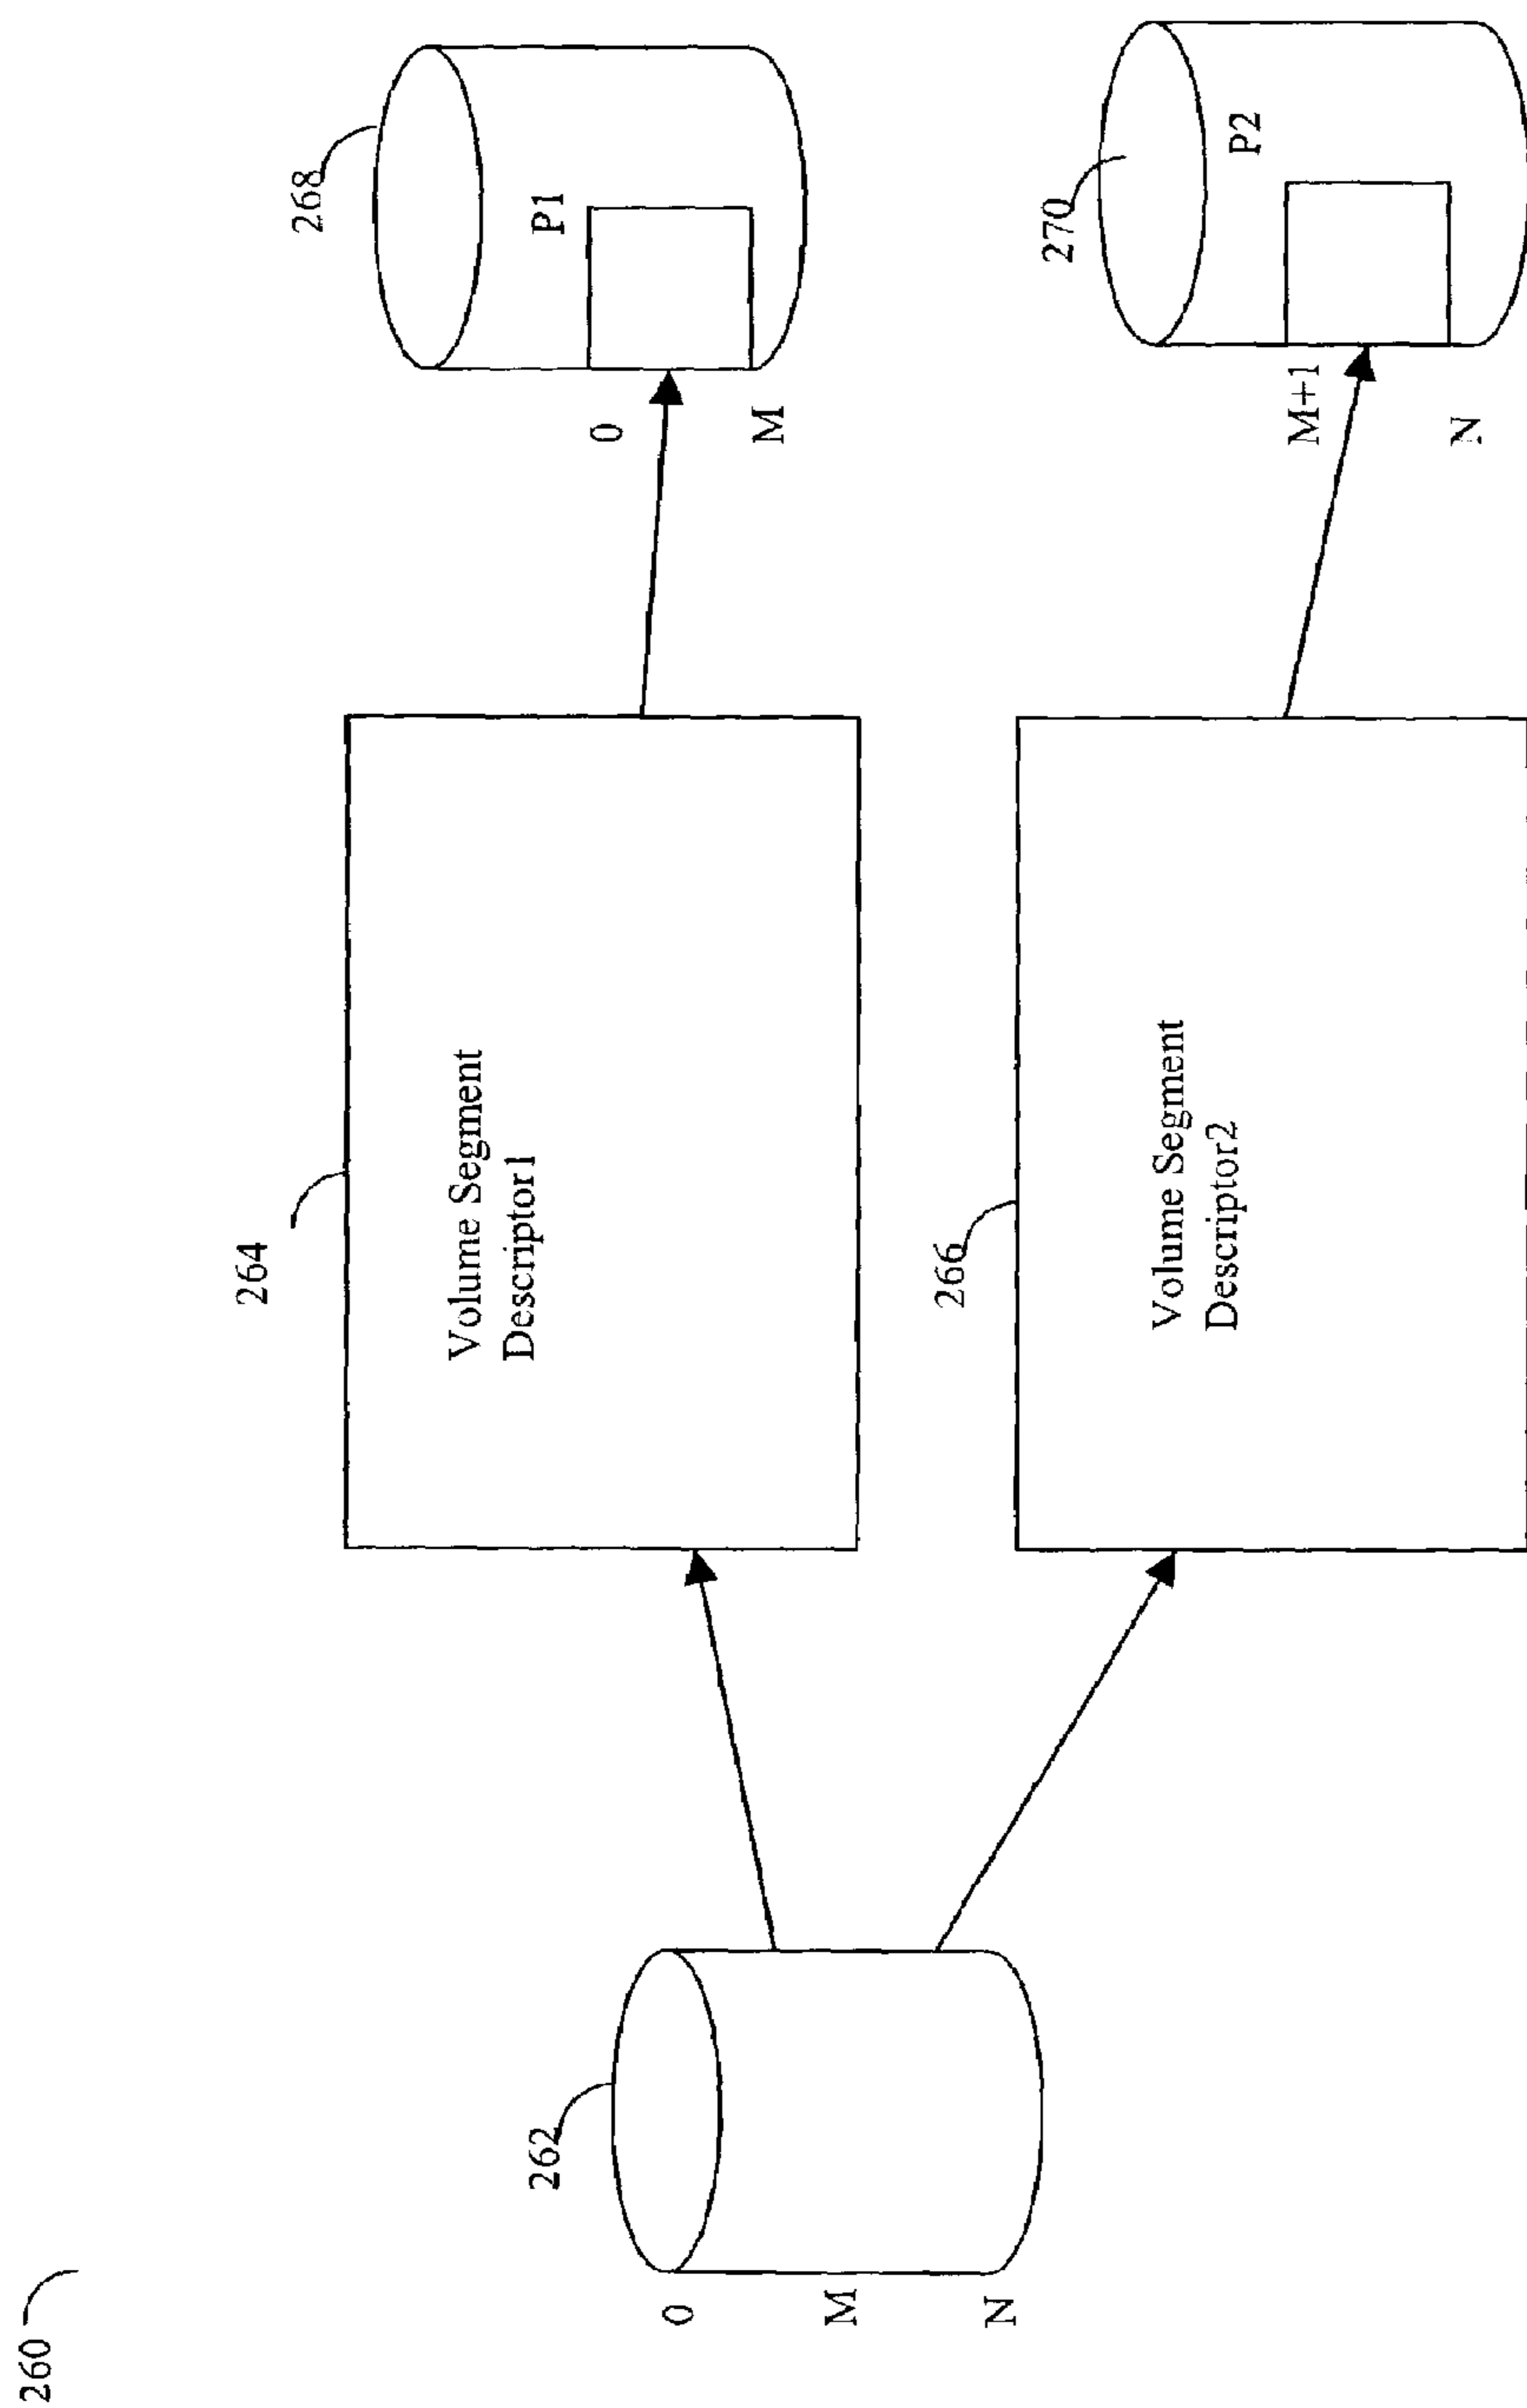 260
262
0
M
N
264
Volume Segment
Descriptor1
266
Volume Segment
Descriptor2
268
P1
0
M
270
P2
M+1
N